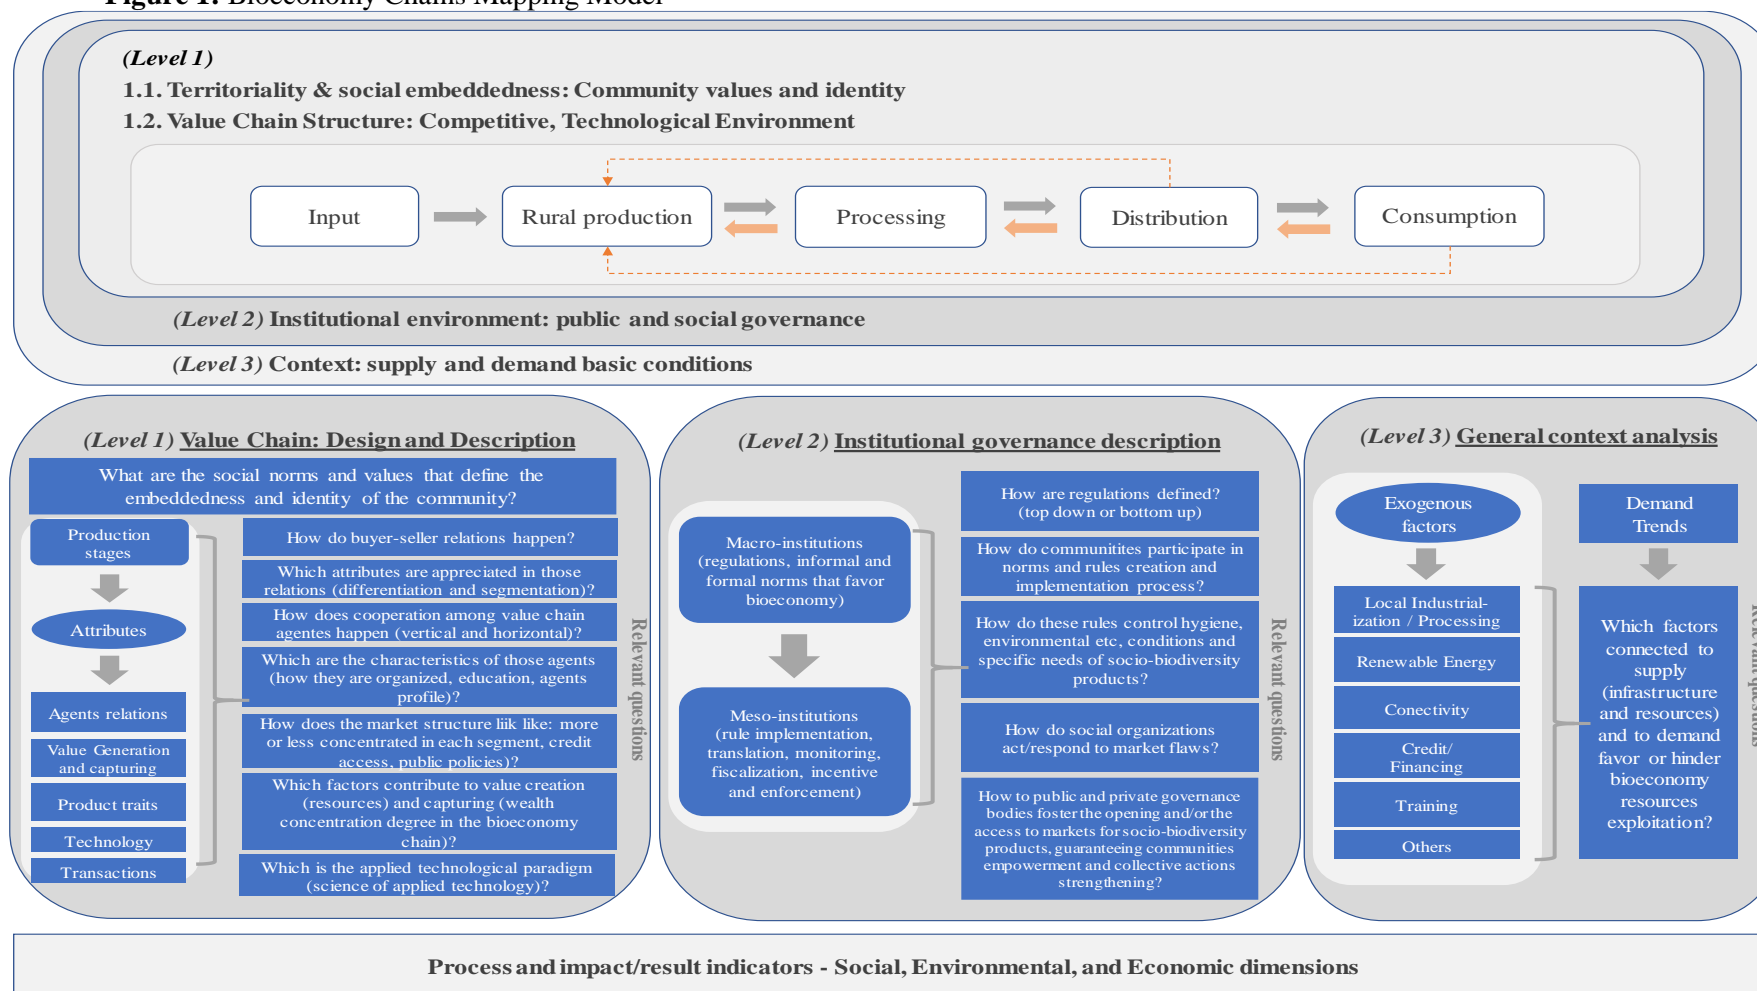 Figure 1. Bioeconomy Chains Mapping Model
(Level 1)
1.1. Territoriality & social embeddedness: Community values and identity
1.2. Value Chain Structure: Competitive, Technological Environment
Input
Rural production
Processing
Distribution
Consumption
(Level 2) Institutional environment: public and social governance
(Level 3) Context: supply and demand basic conditions
(Level 1) Value Chain: Design and Description
What are the social norms and values that define the
embeddedness and identity of the community?
Production
stages
Attributes
Agents relations
Value Generation
and capturing
Product traits
Technology
Transactions
How do buyer-seller relations happen?
Which attributes are appreciated in those
relations (differentiation and segmentation)?
How does cooperation among value chain
agentes happen (vertical and horizontal)?
Which are the characteristics of those agents
(how they are organized, education, agents
profile)?
How does the market structure liik like: more
or less concentrated in each segment, credit
access, public policies)?
Which factors contribute to value creation
(resources) and capturing (wealth
concentration degree in the bioeconomy
chain)?
Which is the applied technological paradigm
(science of applied technology)?
Relevant questions
(Level 2) Institutional governance description
Macro-institutions
(regulations, informal and
formal norms that favor
bioeconomy)
Meso-institutions
(rule implementation,
translation, monitoring,
fiscalization, incentive
and enforcement)
How are regulations defined?
(top down or bottom up)
How do communitites participate in
norms and rules creation and
implementation process?
How do these rules control hygiene,
environmental etc, conditions and
specific needs of socio-biodiversity
products?
How do social organizations
act/respond to market flaws?
How to public and private governance
bodies foster the opening and/or the
access to markets for socio-biodiversity
products, guaranteeing communities
empowerment and collective actions
strengthening?
Relevant questions
(Level 3) General context analysis
Exogenous
factors
Local Industrial-
ization / Processing
Renewable Energy
Conectivity
Credit/
Financing
Training
Others
Demand
Trends
Which factors
connected to
supply
(infrastructure
and resources)
and to demand
favor or hinder
bioeconomy
resources
exploitation?
Relevant questions
Process and impact/result indicators - Social, Environmental, and Economic dimensions